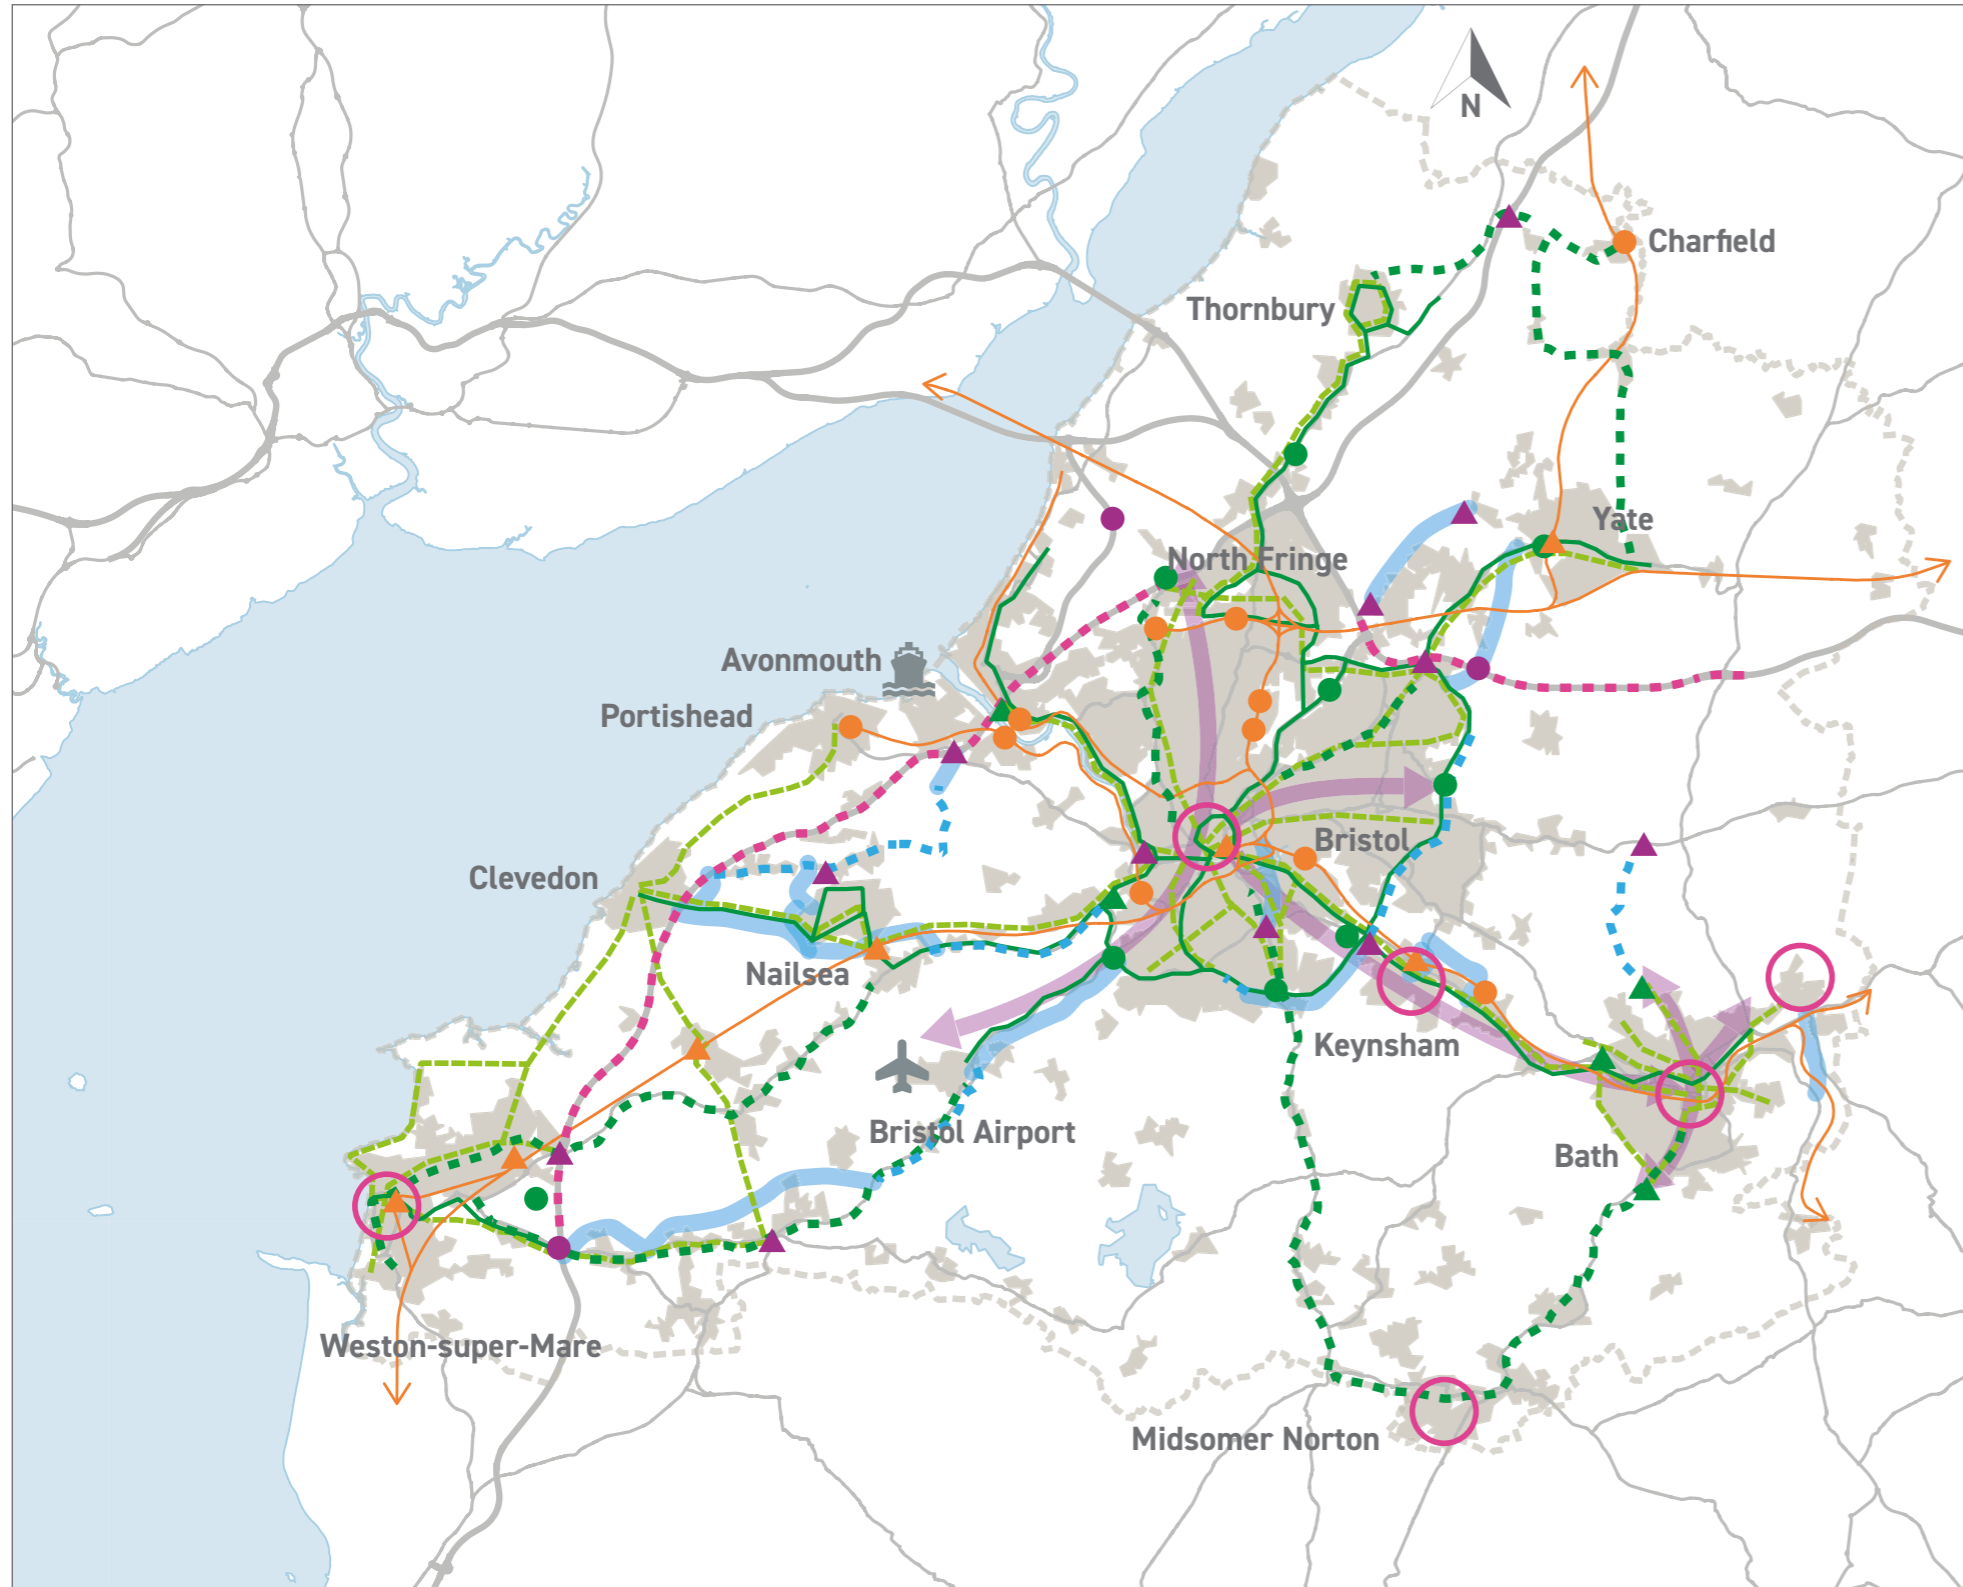 N
Charfield
Thornbury
Yate
North Fringe
Avonmouth
Portishead
Bristol
Clevedon
Nailsea
Keynsham
Bristol Airport
Bath
Weston-super-Mare
Midsomer Norton